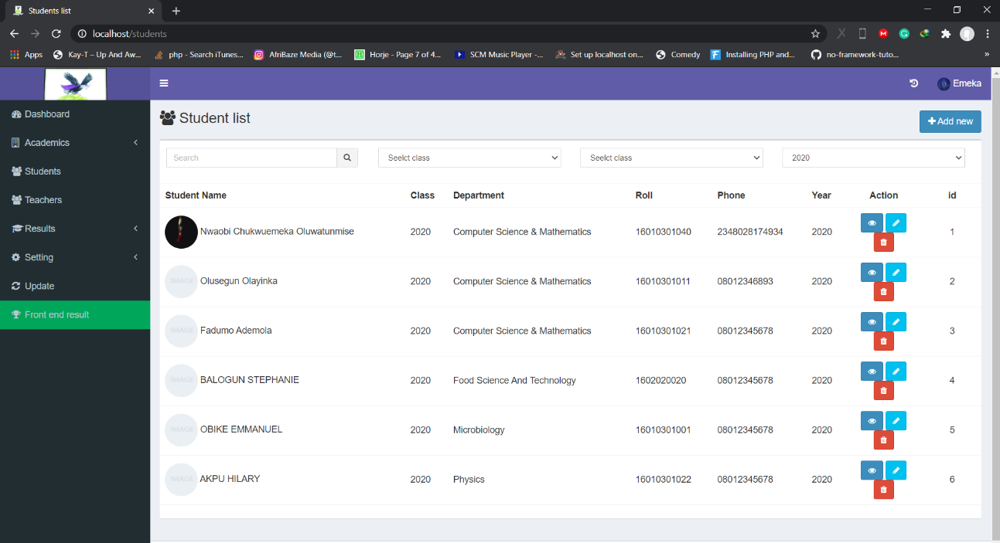 Students list
localhost/students
Apps Kay-T – Up And Aw... php - Search iTunes... AfriBaze Media (@t... Horje - Page 7 of 4... SCM Music Player -... Set up localhost on... Comedy Installing PHP and... no-framework-tuto... »
Emeka
Dashboard
Academics
Students
Teachers
Results
Setting
Update
Front end result
Student list
Add new
Search Seelct class Seelct class 2020
Student Name Class Department Roll Phone Year Action id
IMAGE
Nwaobi Chukwuemeka Oluwatunmise 2020 Computer Science & Mathematics 16010301040 2348028174934 2020 1
IMAGE Olusegun Olayinka 2020 Computer Science & Mathematics 16010301011 08012346893 2020 2
IMAGE Fadumo Ademola 2020 Computer Science & Mathematics 16010301021 08012345678 2020 3
IMAGE BALOGUN STEPHANIE 2020 Food Science And Technology 1602020020 08012345678 2020 4
IMAGE OBIKE EMMANUEL 2020 Microbiology 16010301001 08012345678 2020 5
IMAGE AKPU HILARY 2020 Physics 16010301022 08012345678 2020 6